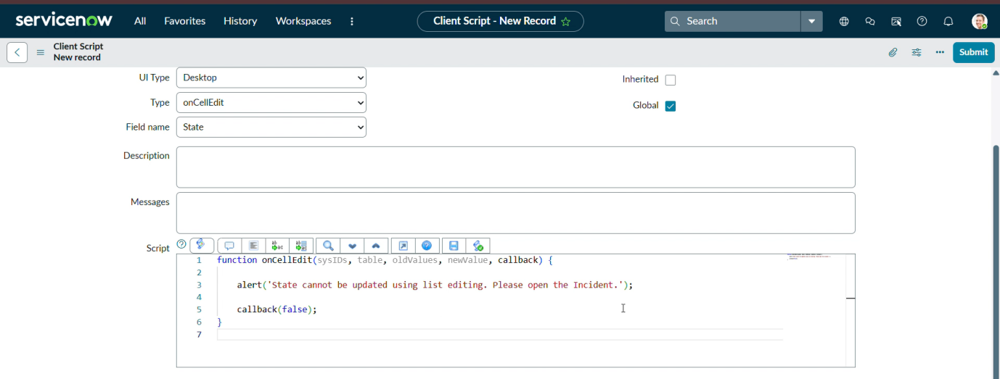 servicenow All Favorites History Workspaces Client Script - New Record Search
Client Script
New record
Submit
UI Type Desktop Inherited
Type onCellEdit Global
Field name State
Description
Messages
Script
1 function onCellEdit(sysIDs, table, oldValues, newValue, callback) {
2
3 alert('State cannot be updated using list editing. Please open the Incident.');
4
5 callback(false);
6 }
7